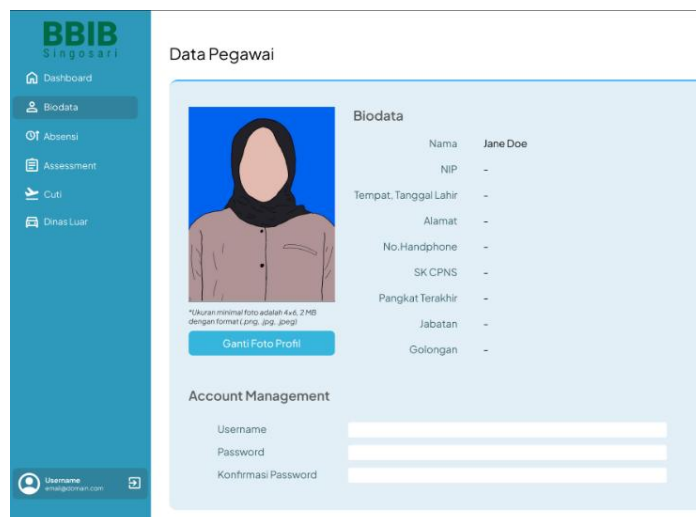 BBIB
Singosari
Dashboard
Biodata
Absensi
Assessment
Cuti
Dinas Luar
Username
email@domain.com
Data Pegawai
*Ukuran minimal foto adalah 4x6, 2 MB
dengan format (.png, .jpg, .jpeg)
Ganti Foto Profil
Biodata
Nama Jane Doe
NIP -
Tempat, Tanggal Lahir -
Alamat -
No.Handphone -
SK CPNS -
Pangkat Terakhir -
Jabatan -
Golongan -
Account Management
Username
Password
Konfirmasi Password